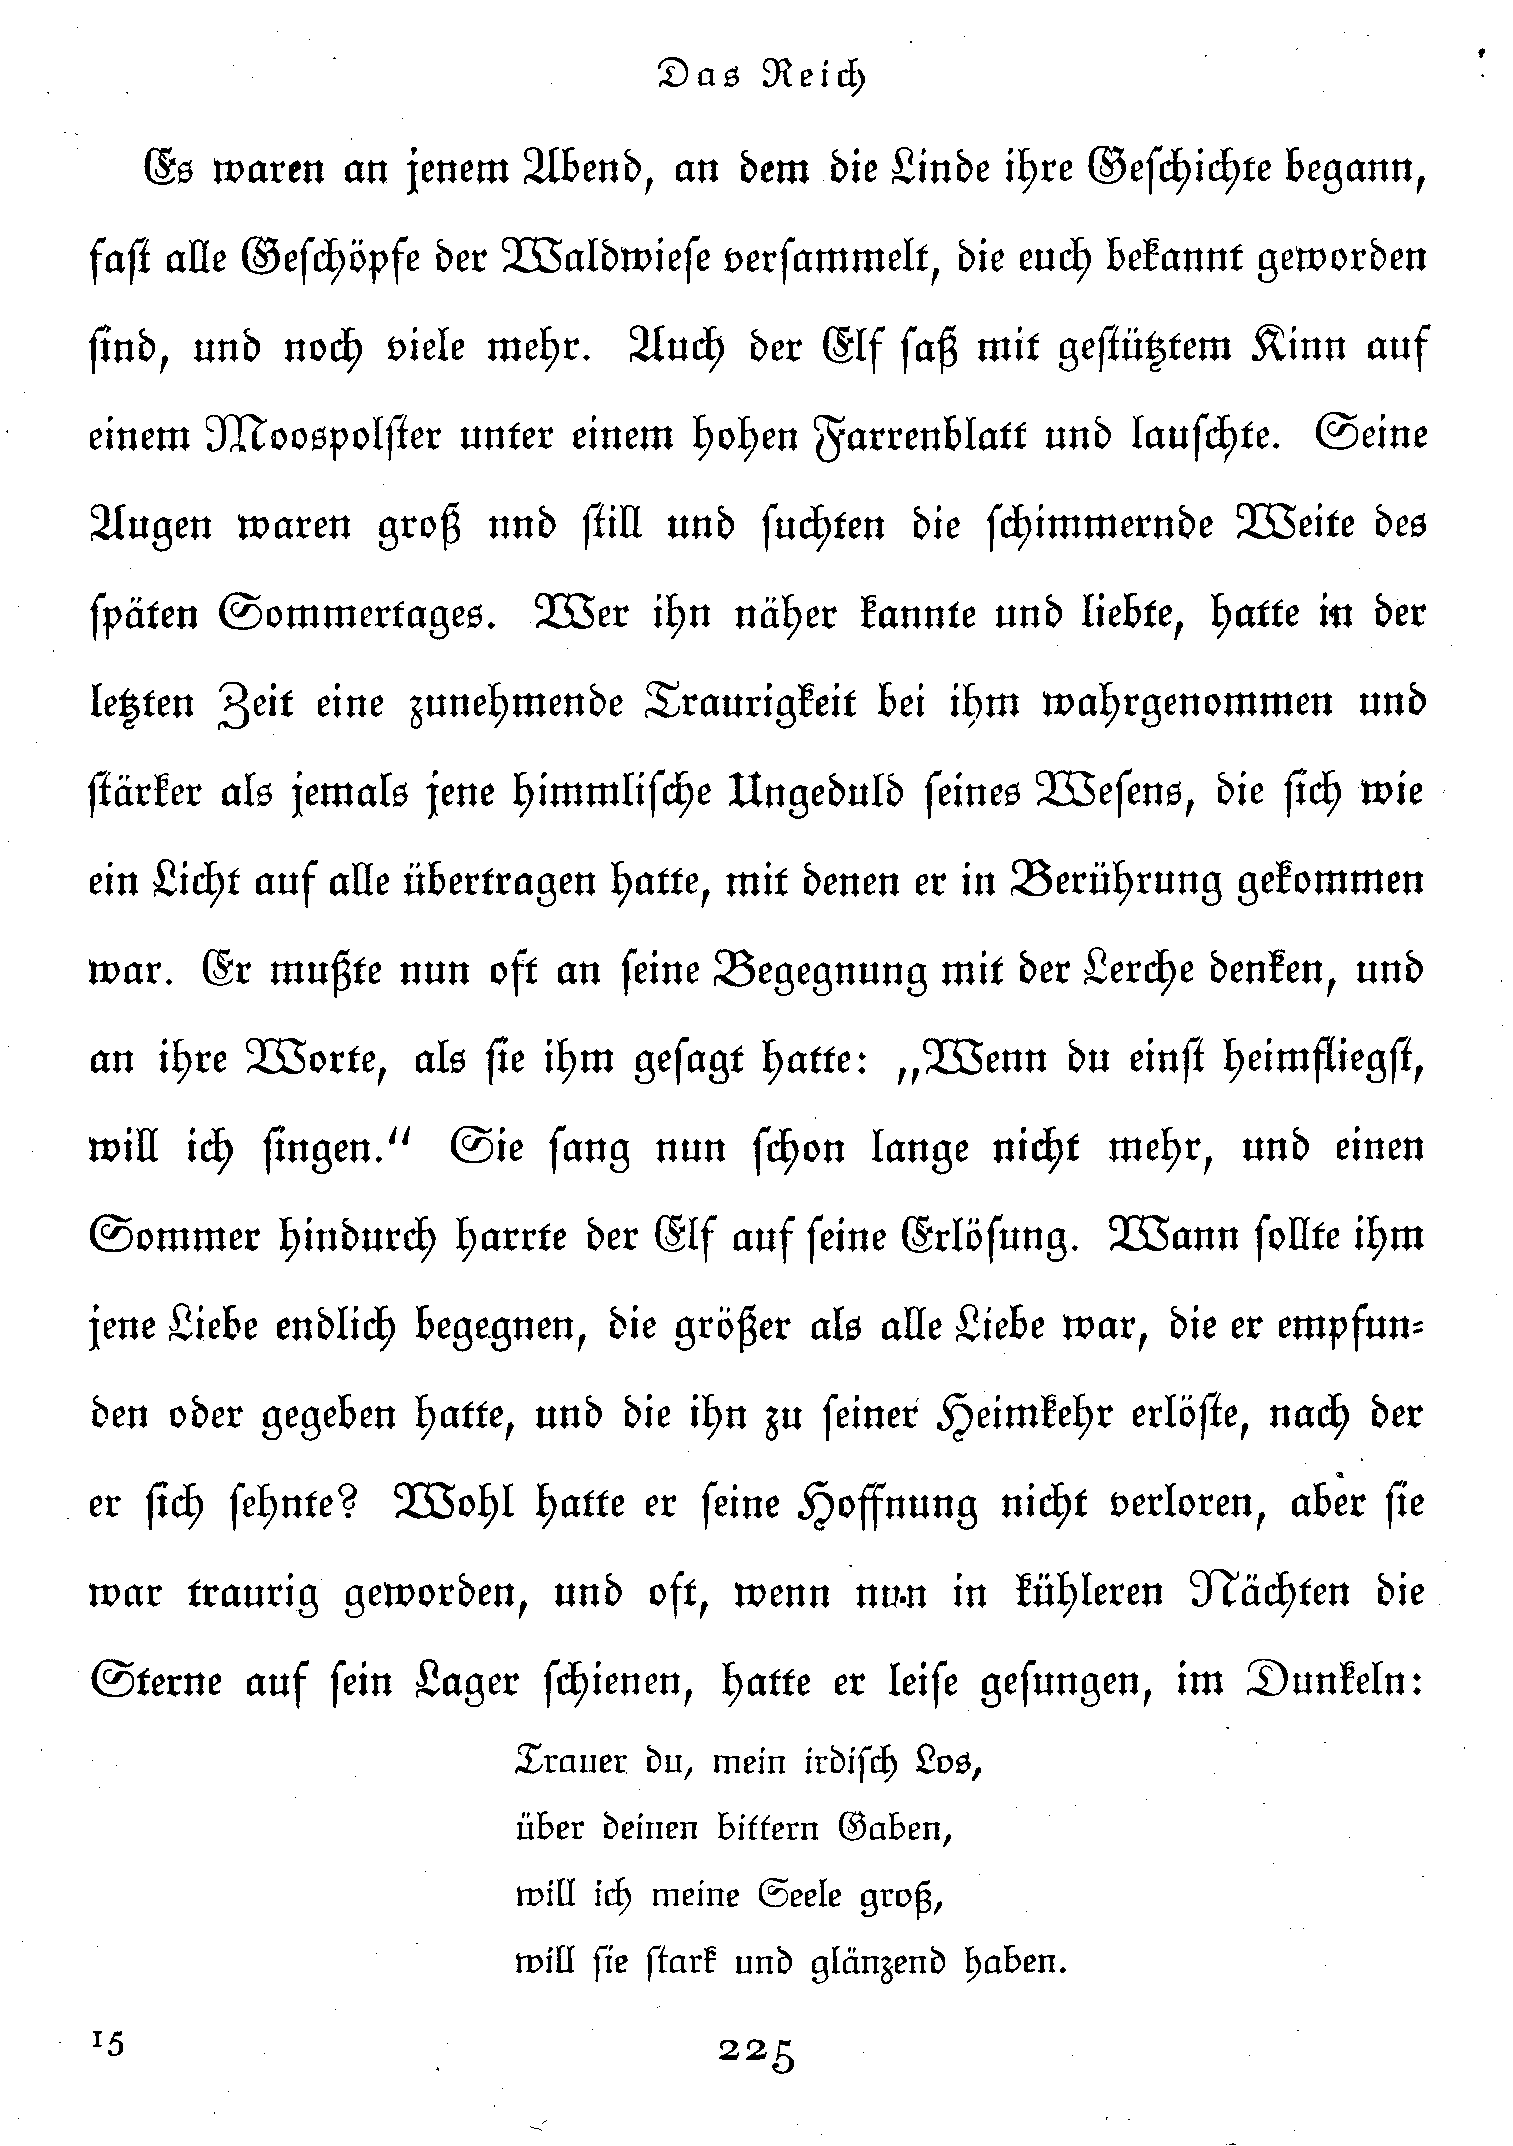 Das Reich
Es waren an jenem Abend, an dem die Linde ihre Geschichte begann,
fast alle Geschöpfe der Waldwiese versammelt, die euch bekannt geworden
sind, und noch viele mehr. Auch der Elf saß mit gestütztem Kinn auf
einem Moospolster unter einem hohen Farrenblatt und lauschte. Seine
Augen waren groß nnd still und suchten die schimmernde Weite des
späten Sommertages. Wer ihn näher kannte und liebte, hatte in der
letzten Zeit eine zunehmende Traurigkeit bei ihm wahrgenommen und
stärker als jemals jene himmlische Ungeduld seines Wesens, die sich wie
ein Licht auf alle übertragen hatte, mit denen er in Berührung gekommen
war. Er mußte nun oft an seine Begegnung mit der Lerche denken, und
an ihre Worte, als sie ihm gesagt hatte: „Wenn du einst heimfliegst,
will ich singen.“ Sie sang nun schon lange nicht mehr, und einen
Sommer hindurch harrte der Elf auf seine Erlösung. Wann sollte ihm
jene Liebe endlich begegnen, die größer als alle Liebe war, die er empfun-
den oder gegeben hatte, und die ihn zu seiner Heimkehr erlöste, nach der
er sich sehnte? Wohl hatte er seine Hoffnung nicht verloren, aber sie
war traurig geworden, und oft, wenn nun in kühleren Nächten die
Sterne auf sein Lager schienen, hatte er leise gesungen, im Dunkeln:
Trauer du, mein irdisch Los,
über deinen bittern Gaben,
will ich meine Seele groß,
will sie stark und glänzend haben.
15
225